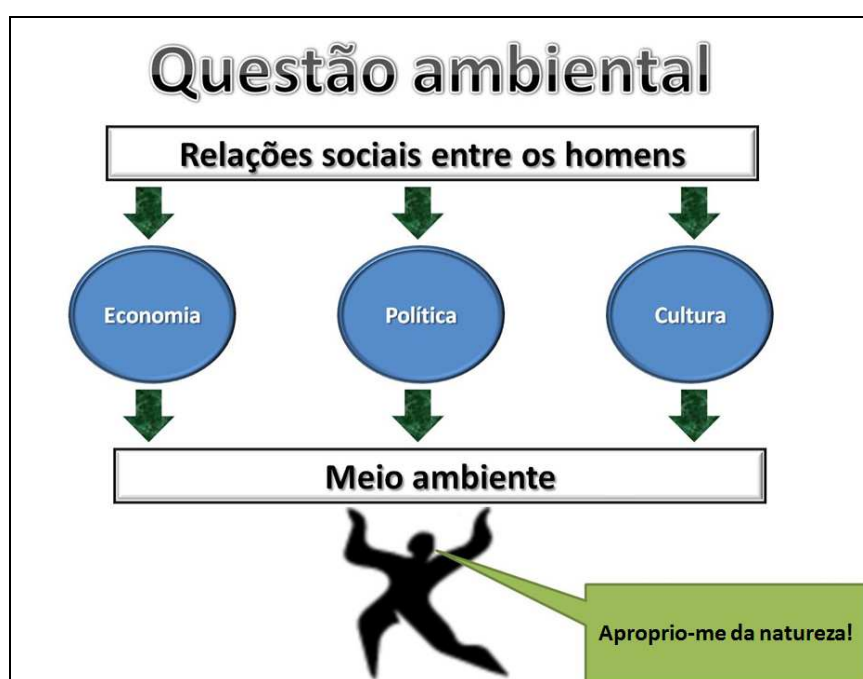 Questão ambiental
Relações sociais entre os homens
Economia
Política
Cultura
Meio ambiente
Aproprio-me da natureza!